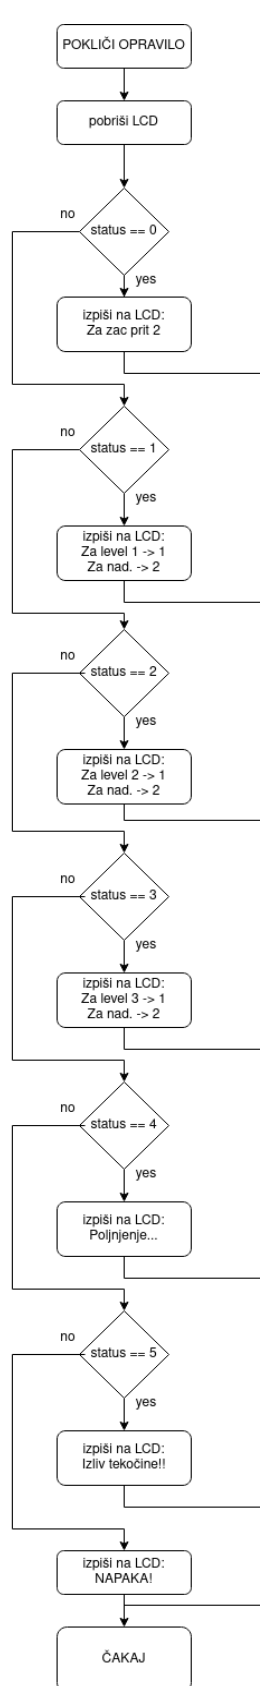 POKLIČI OPRAVILO
pobriši LCD
no
status == 0
yes
izpiši na LCD:
Za zac prit 2
no
status == 1
yes
izpiši na LCD:
Za level 1 -> 1
Za nad. -> 2
no
status == 2
yes
izpiši na LCD:
Za level 2 -> 1
Za nad. -> 2
no
status == 3
yes
izpiši na LCD:
Za level 3 -> 1
Za nad. -> 2
no
status == 4
yes
izpiši na LCD:
Poljnjenje...
no
status == 5
yes
izpiši na LCD:
Izliv tekočine!!
izpiši na LCD:
NAPAKA!
ČAKAJ